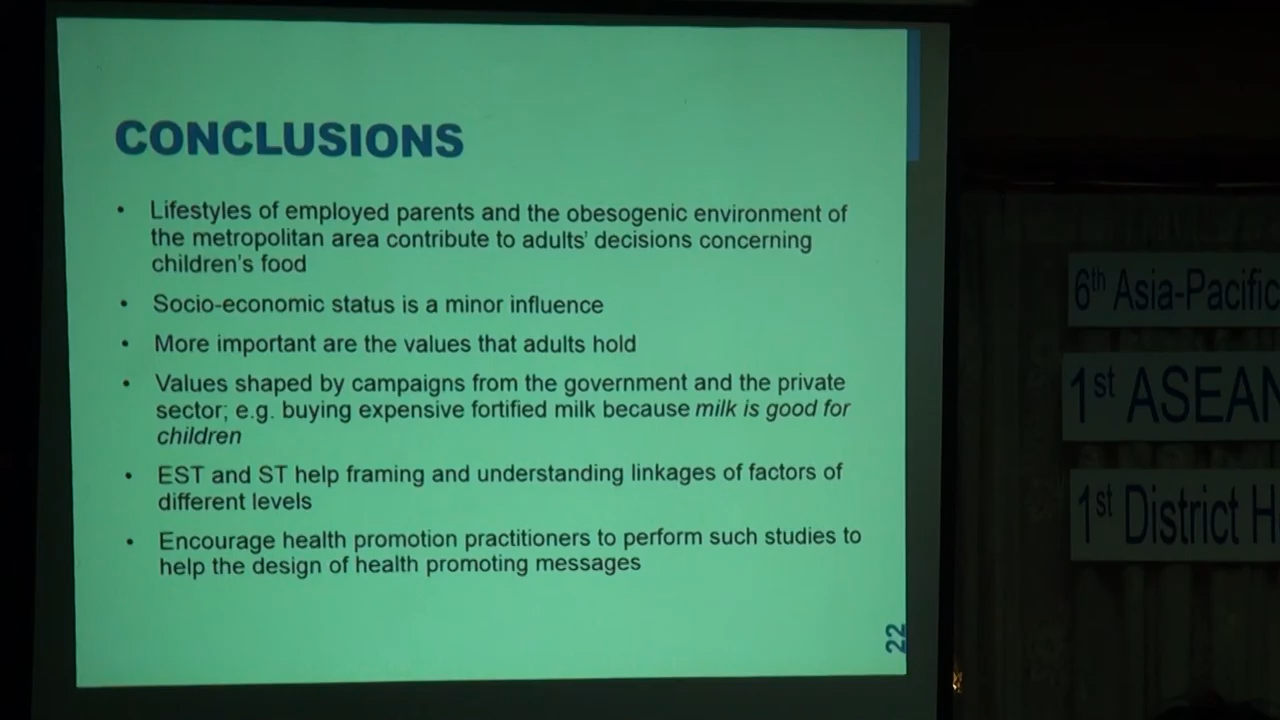 CONCLUSIONS
• Lifestyles of employed parents and the obesogenic environment of
the metropolitan area contribute to adults' decisions concerning
children's food
• Socio-economic status is a minor influence
• More important are the values that adults hold
• Values shaped by campaigns from the government and the private
sector; e.g. buying expensive fortified milk because milk is good for
children
• EST and ST help framing and understanding linkages of factors of
different levels
• Encourage health promotion practitioners to perform such studies to
help the design of health promoting messages
22
6th Asia-Pacific
1st ASEAN
1st District H